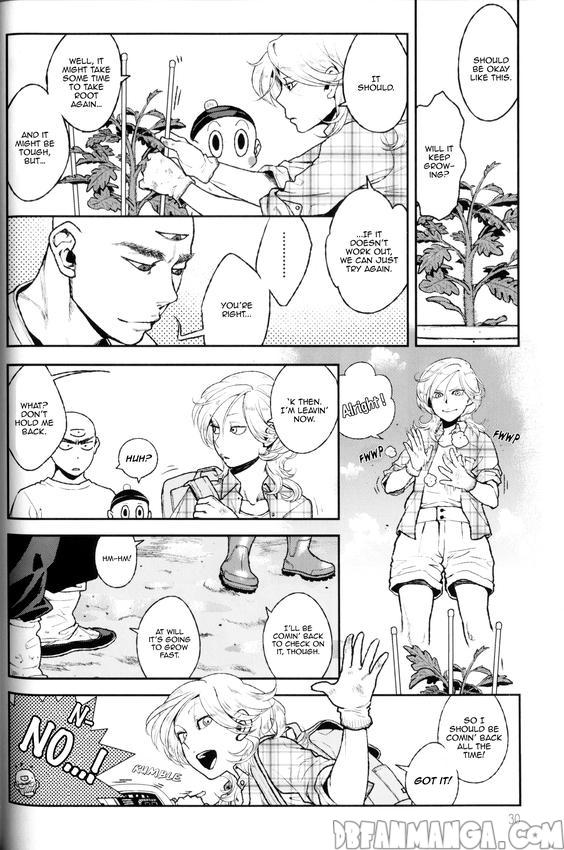 SHOULD
BE OKAY
LIKE THIS.
WILL IT
KEEP
GROW-
ING?
IT
SHOULD.
WELL, IT
MIGHT TAKE
SOME TIME
TO TAKE
ROOT
AGAIN...
AND IT
MIGHT BE
TOUGH,
BUT...
...IF IT
DOESN'T
WORK OUT,
WE CAN JUST
TRY AGAIN.
.........
YOU'RE
RIGHT...
Alright!
FWWP
FWWP
'K THEN.
I'M LEAVIN'
NOW.
HUH?
WHAT?
DON'T
HOLD ME
BACK.
I'LL BE
COMIN' BACK
TO CHECK
ON IT,
THOUGH.
AT WILL
IT'S GOING
TO GROW
FAST.
HM-HM!
SO I
SHOULD BE
COMIN' BACK
ALL THE
TIME!
GOT IT!
RUMBLE
N-
NO...!
30
DBFANMANGA.COM